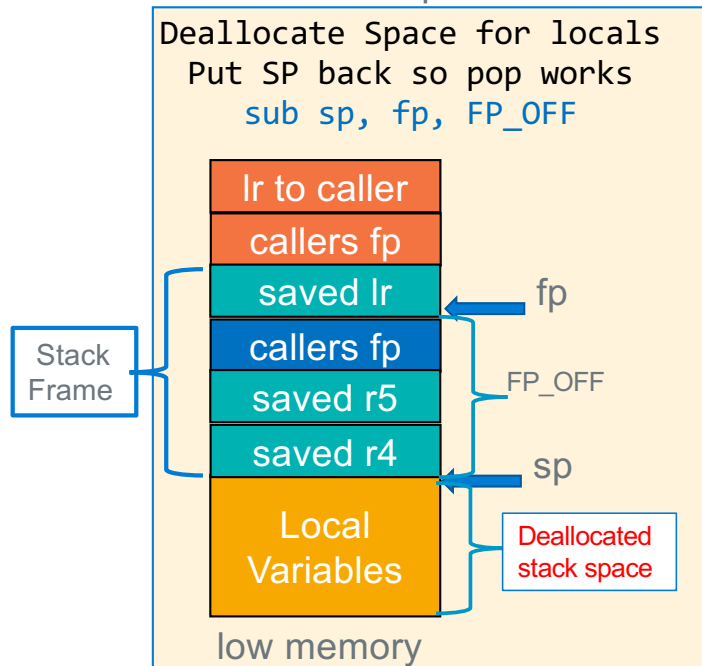 Deallocate Space for locals
Put SP back so pop works
sub sp, fp, FP_OFF
lr to caller
callers fp
saved lr
fp
callers fp
Stack
Frame
FP_OFF
saved r5
saved r4
sp
Local
Variables
Deallocated
stack space
low memory